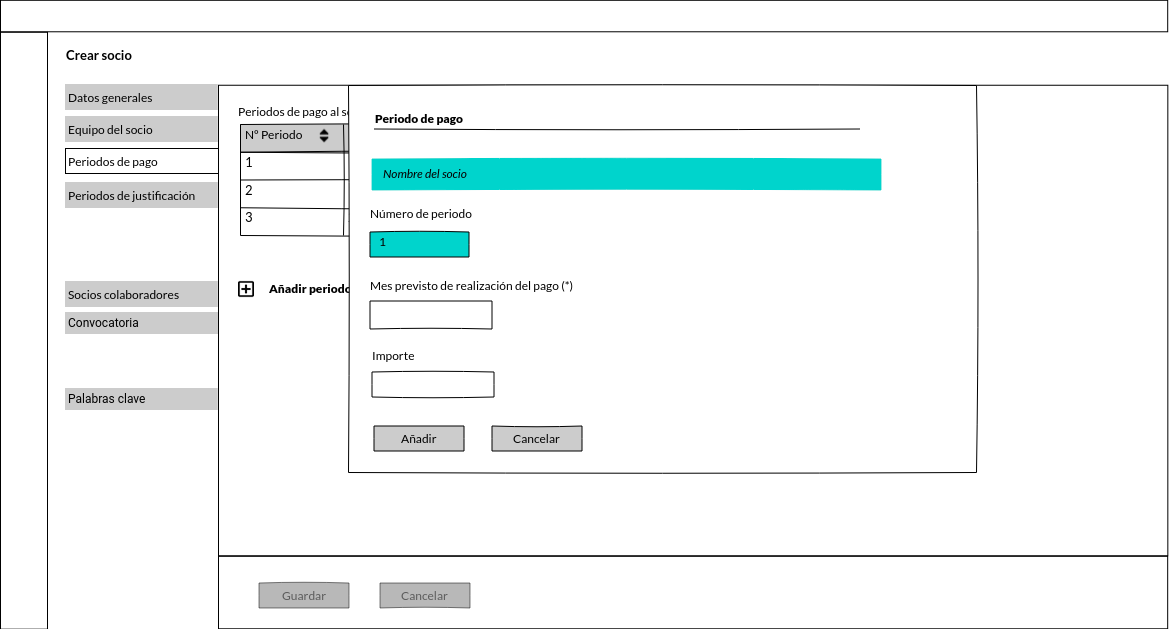 Crear socio
Datos generales
Equipo del socio
Periodos de pago
Periodos de justificación
Socios colaboradores
Convocatoria
Palabras clave
Periodos de pago al
Nº Periodo
1
2
3
Añadir periodo
Periodo de pago
Nombre del socio
Número de periodo
1
Mes previsto de realización del pago (*)
Importe
Añadir
Cancelar
Guardar
Cancelar